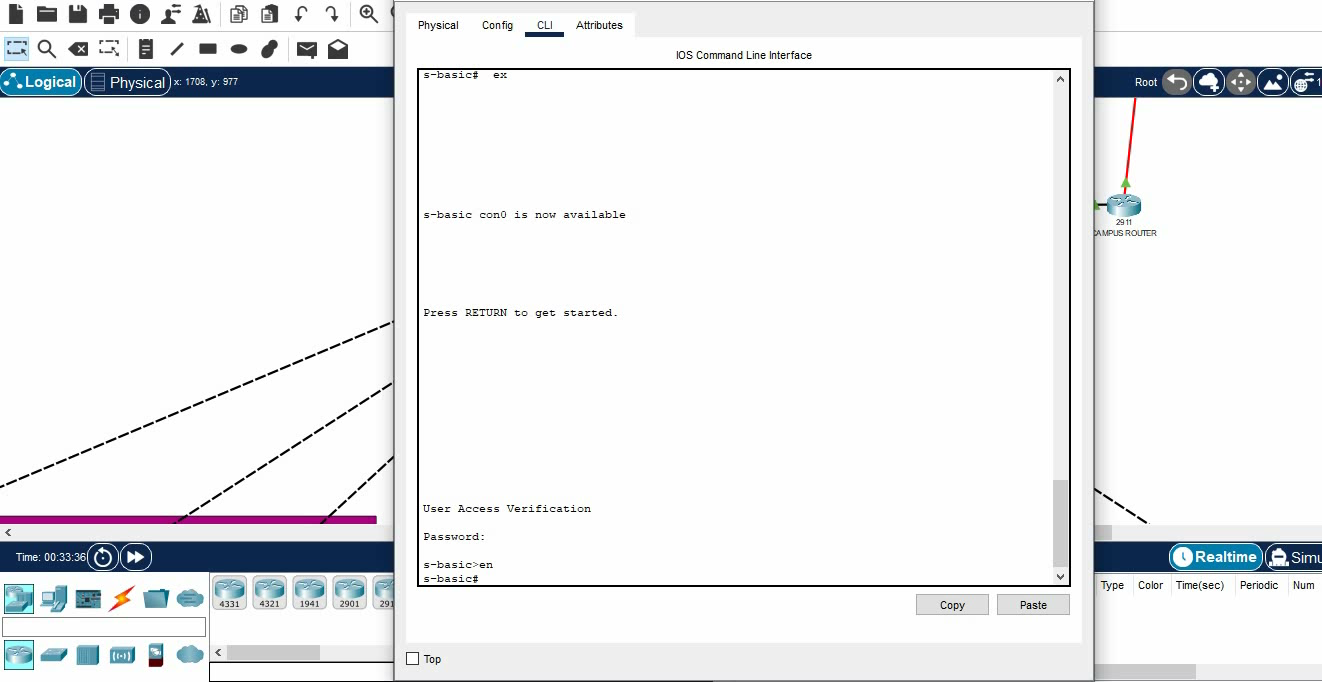 Physical
Config
CLI
Attributes
IOS Command Line Interface
Logical
Physical
x: 1708, y: 977
Root
s-basic#  ex
s-basic con0 is now available
2911
CAMPUS ROUTER
Press RETURN to get started.
User Access Verification
Password:
s-basic>en
s-basic#
Time: 00:33:36
Realtime
Simu
4331
4321
1941
2901
291
Type
Color
Time(sec)
Periodic
Num
Copy
Paste
Top